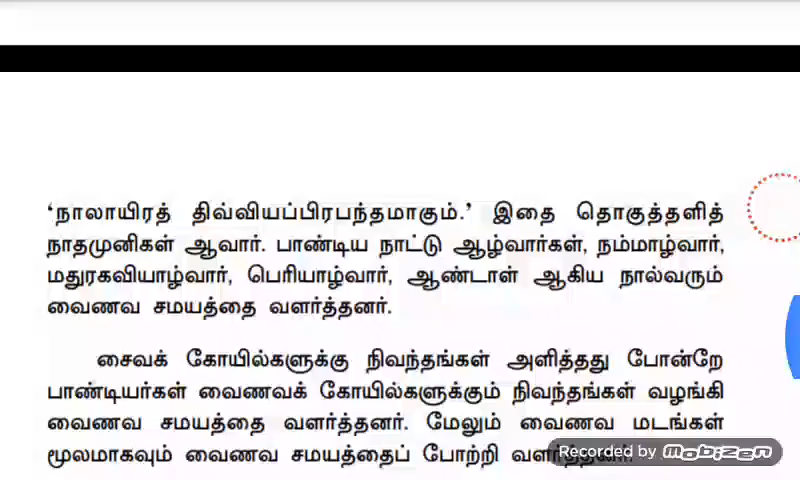 ‘நாலாயிரத் திவ்வியப்பிரபந்தமாகும்.’ இதை தொகுத்தளித்
நாதமுனிகள் ஆவார். பாண்டிய நாட்டு ஆழ்வார்கள், நம்மாழ்வார்,
மதுரகவியாழ்வார், பெரியாழ்வார், ஆண்டாள் ஆகிய நால்வரும்
வைணவ சமயத்தை வளர்த்தனர்.
சைவக் கோயில்களுக்கு நிவந்தங்கள் அளித்தது போன்றே
பாண்டியர்கள் வைணவக் கோயில்களுக்கும் நிவந்தங்கள் வழங்கி
வைணவ சமயத்தை வளர்த்தனர். மேலும் வைணவ மடங்கள்
மூலமாகவும் வைணவ சமயத்தைப் போற்றி வளர்த்தனர்.
Recorded by mobizen